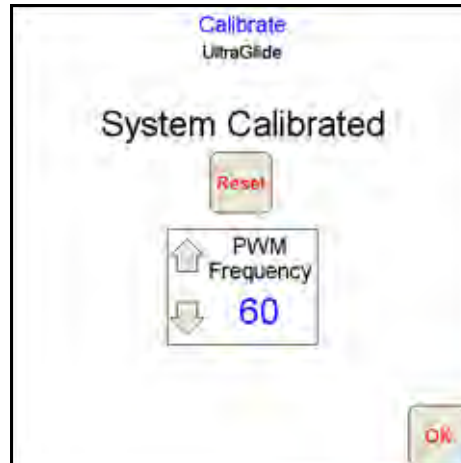 Calibrate
UltraGlide
System Calibrated
Reset
PWM
Frequency
60
OK